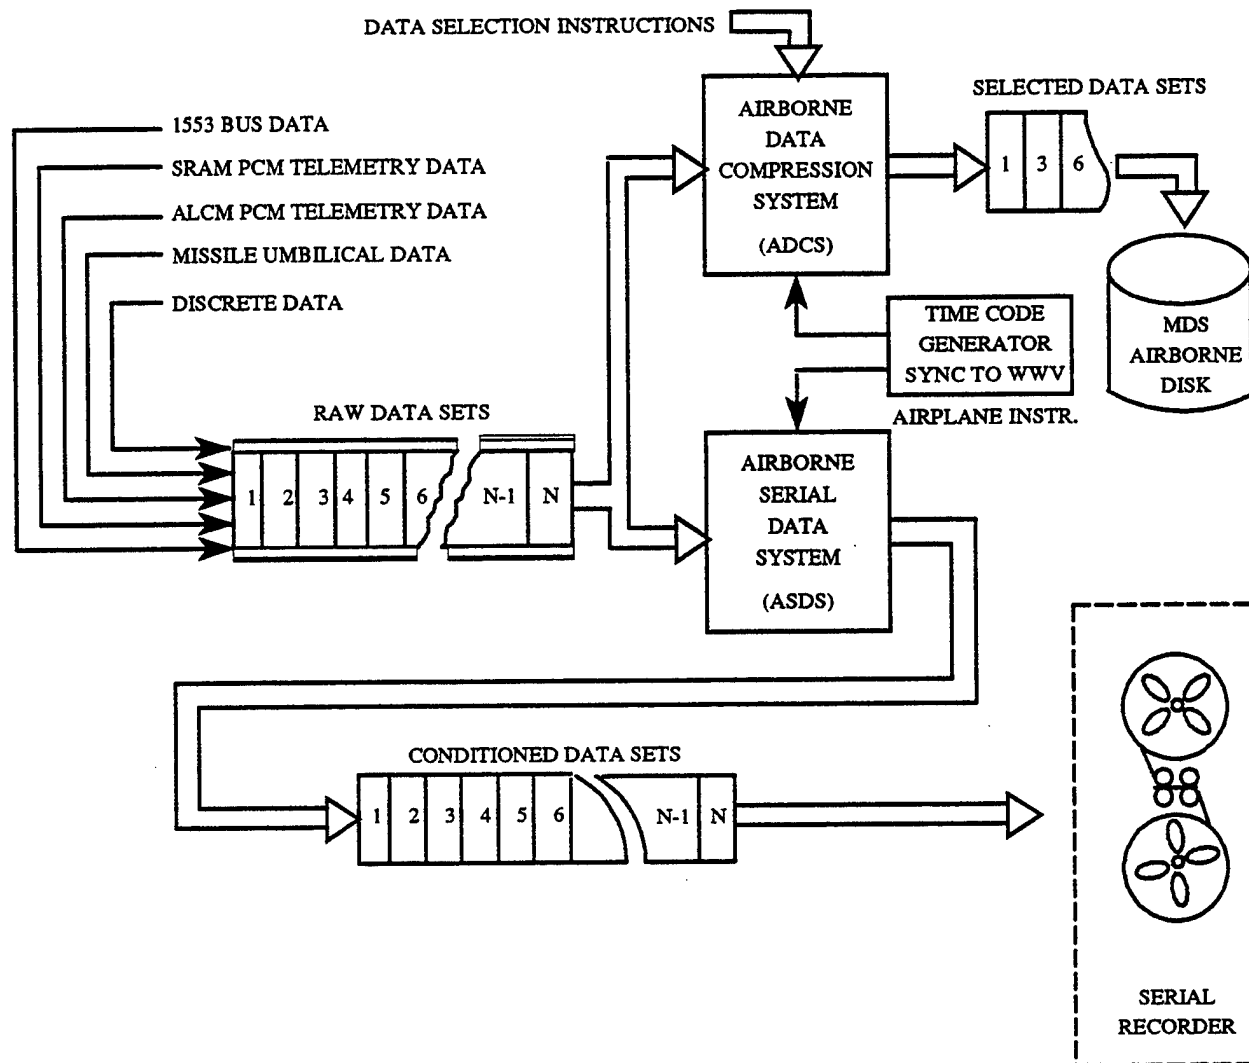 DATA SELECTION INSTRUCTIONS
1553 BUS DATA
SRAM PCM TELEMETRY DATA
ALCM PCM TELEMETRY DATA
MISSILE UMBILICAL DATA
DISCRETE DATA
AIRBORNE
DATA
COMPRESSION
SYSTEM
(ADCS)
SELECTED DATA SETS
1 3 6
MDS
AIRBORNE
DISK
TIME CODE
GENERATOR
SYNC TO WWV
AIRPLANE INSTR.
RAW DATA SETS
1 2 3 4 5 6 N-1 N
AIRBORNE
SERIAL
DATA
SYSTEM
(ASDS)
CONDITIONED DATA SETS
1 2 3 4 5 6 N-1 N
SERIAL
RECORDER